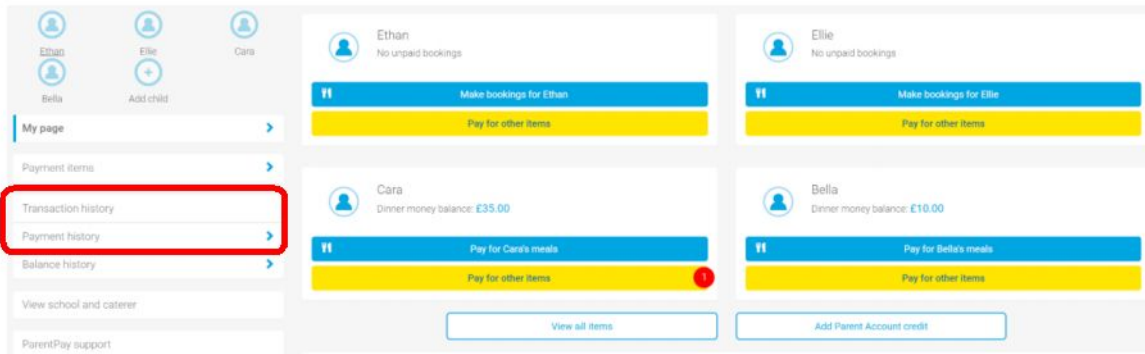 Ethan
Ellie
Cara
Bella
Add child
My page
Payment items
Transaction history
Payment history
Balance history
View school and caterer
ParentPay support
Ethan
No unpaid bookings
Make bookings for Ethan
Pay for other items
Ellie
No unpaid bookings
Make bookings for Ellie
Pay for other items
Cara
Dinner money balance: £35.00
Pay for Cara's meals
Pay for other items
1
Bella
Dinner money balance: £10.00
Pay for Bella's meals
Pay for other items
View all items
Add Parent Account credit